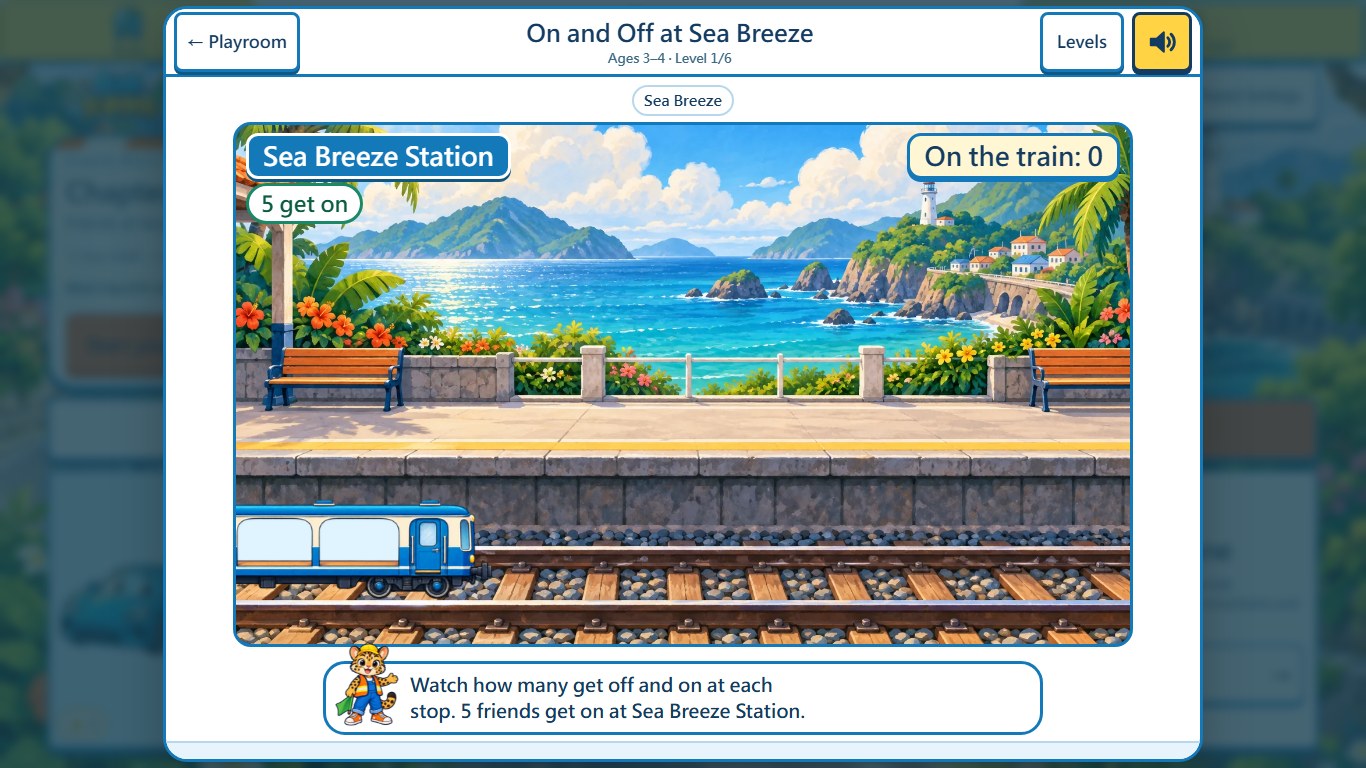 ← Playroom
On and Off at Sea Breeze
Ages 3–4 · Level 1/6
Levels
Sea Breeze
Sea Breeze Station
On the train: 0
5 get on
Watch how many get off and on at each
stop. 5 friends get on at Sea Breeze Station.